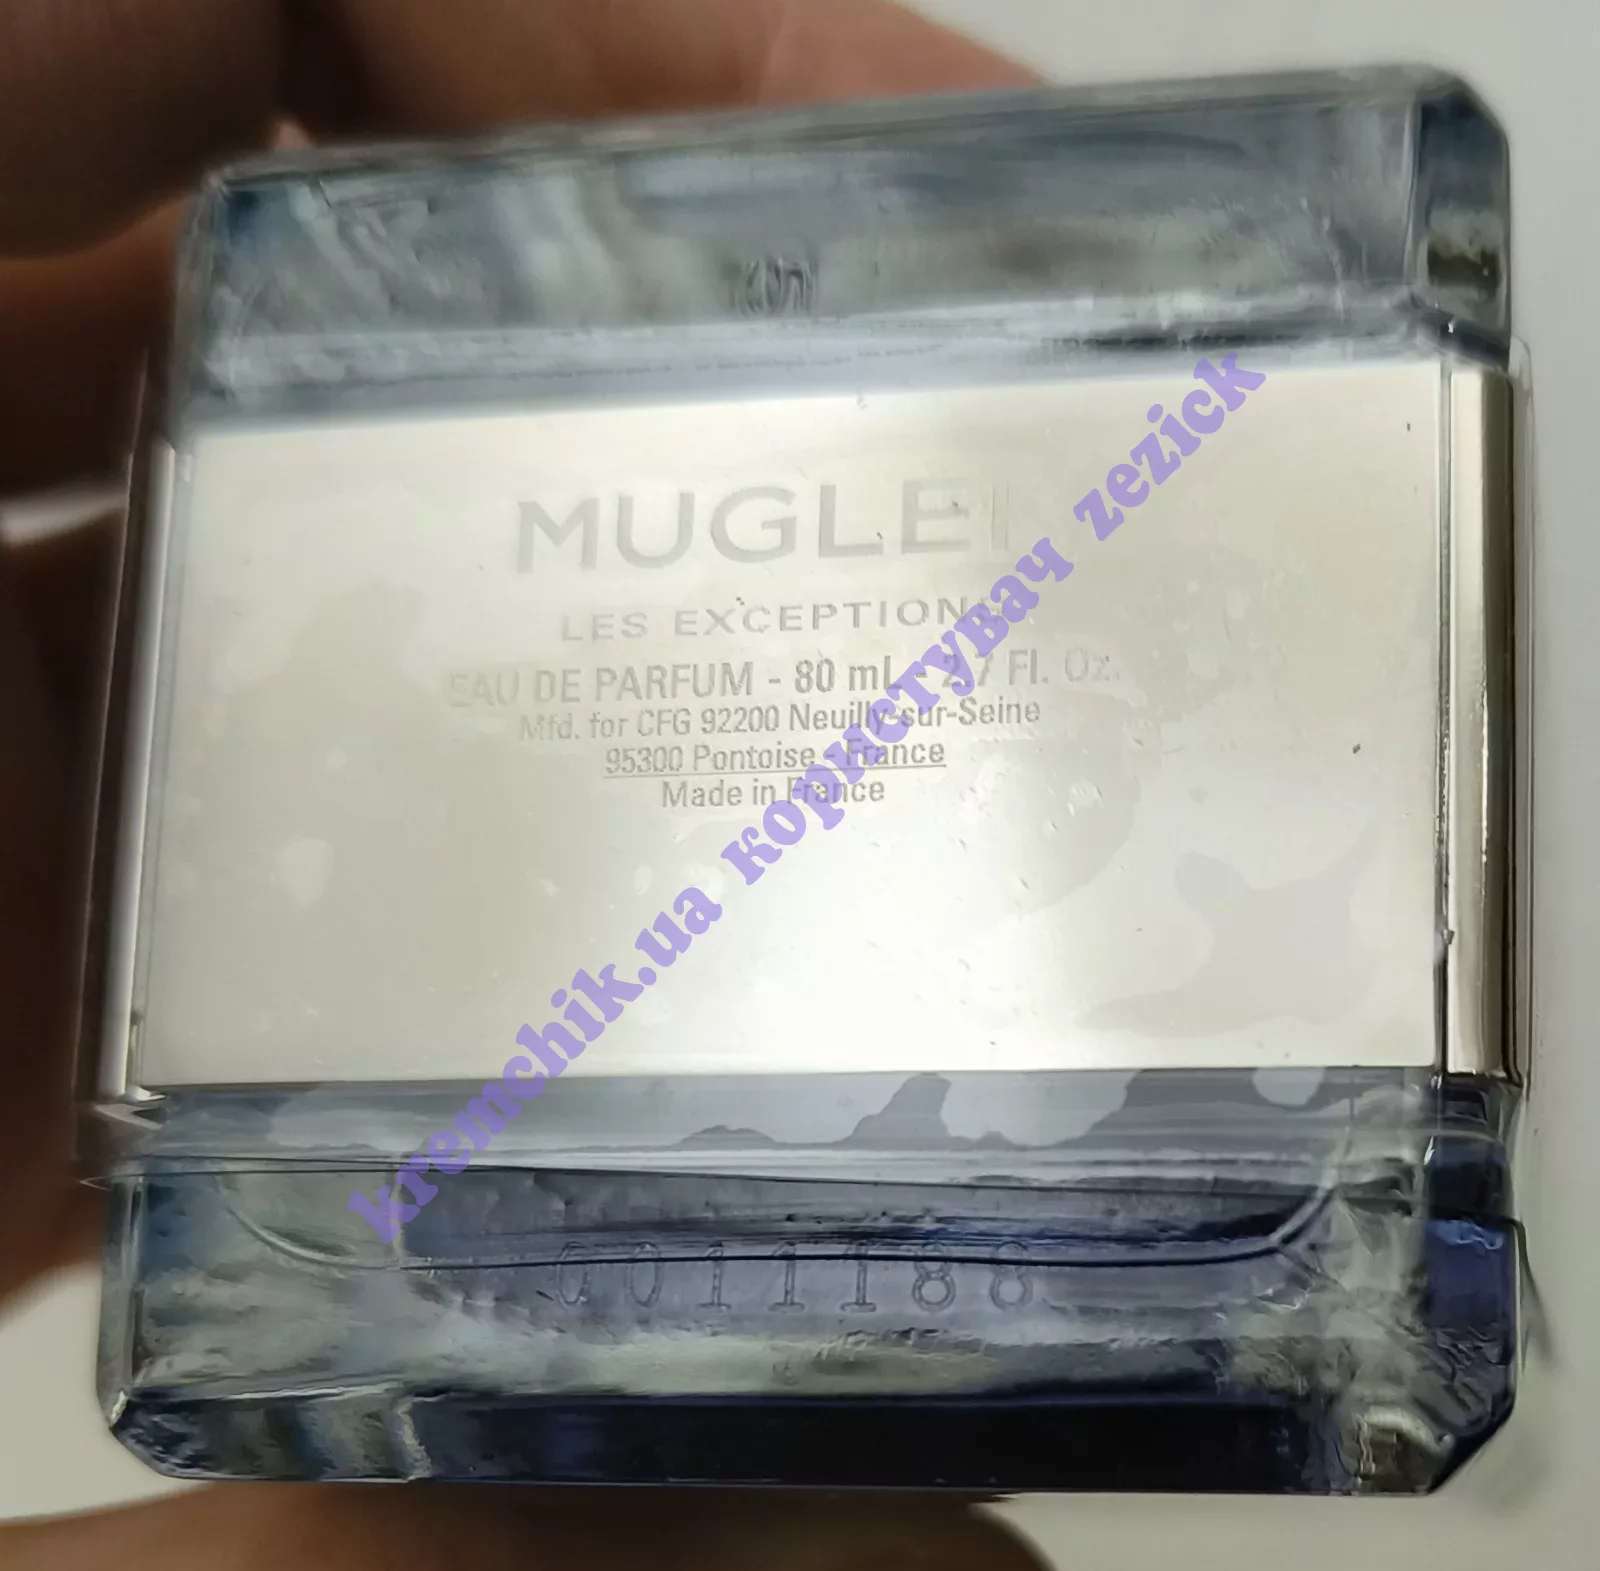 MUGLER
LES EXCEPTIONS
EAU DE PARFUM - 80 mL - 2.7 Fl. Oz.
Mfd. for CFG 92200 Neuilly-sur-Seine
95300 Pontoise - France
Made in France
0011188
kremchik.ua користувач zezick